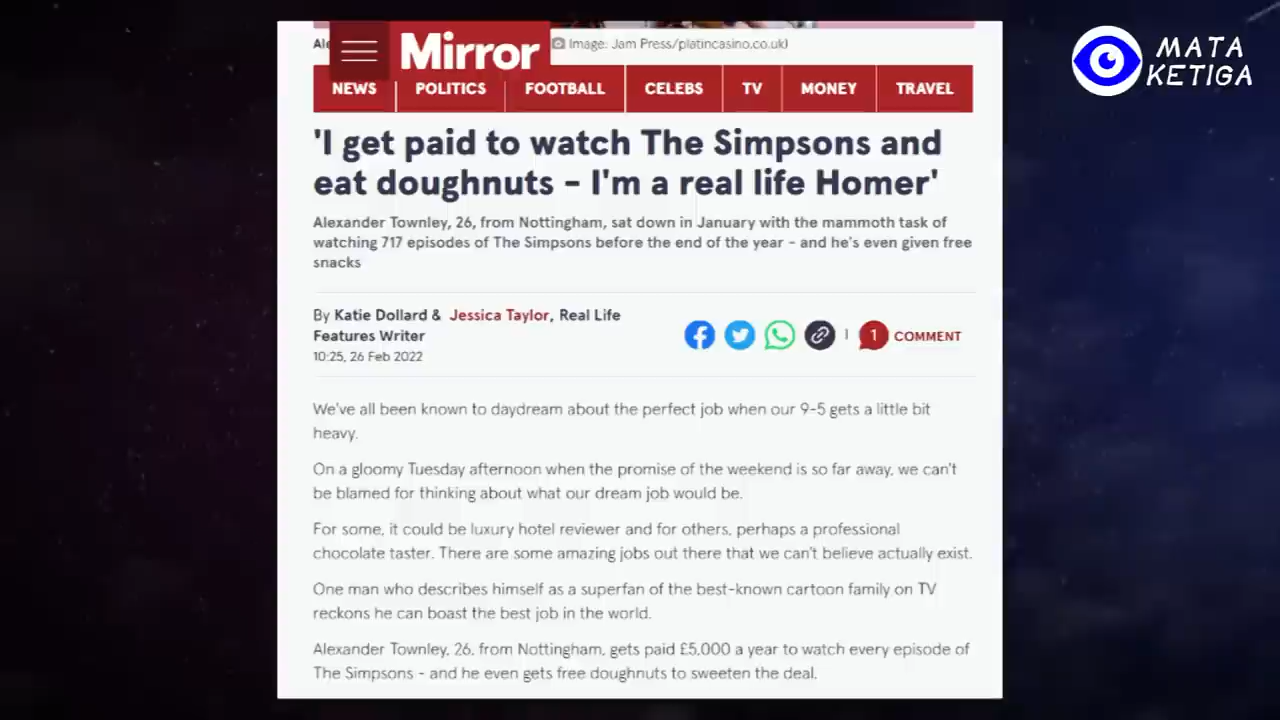 Ale
Mirror
Image: Jam Press/platincasino.co.uk)
MATA
KETIGA
NEWS POLITICS FOOTBALL CELEBS TV MONEY TRAVEL
'I get paid to watch The Simpsons and
eat doughnuts - I'm a real life Homer'
Alexander Townley, 26, from Nottingham, sat down in January with the mammoth task of
watching 717 episodes of The Simpsons before the end of the year - and he's even given free
snacks
By Katie Dollard & Jessica Taylor, Real Life
Features Writer
10:25, 26 Feb 2022
1 COMMENT
We've all been known to daydream about the perfect job when our 9-5 gets a little bit
heavy.
On a gloomy Tuesday afternoon when the promise of the weekend is so far away, we can't
be blamed for thinking about what our dream job would be.
For some, it could be luxury hotel reviewer and for others, perhaps a professional
chocolate taster. There are some amazing jobs out there that we can't believe actually exist.
One man who describes himself as a superfan of the best-known cartoon family on TV
reckons he can boast the best job in the world.
Alexander Townley, 26, from Nottingham, gets paid £5,000 a year to watch every episode of
The Simpsons - and he even gets free doughnuts to sweeten the deal.